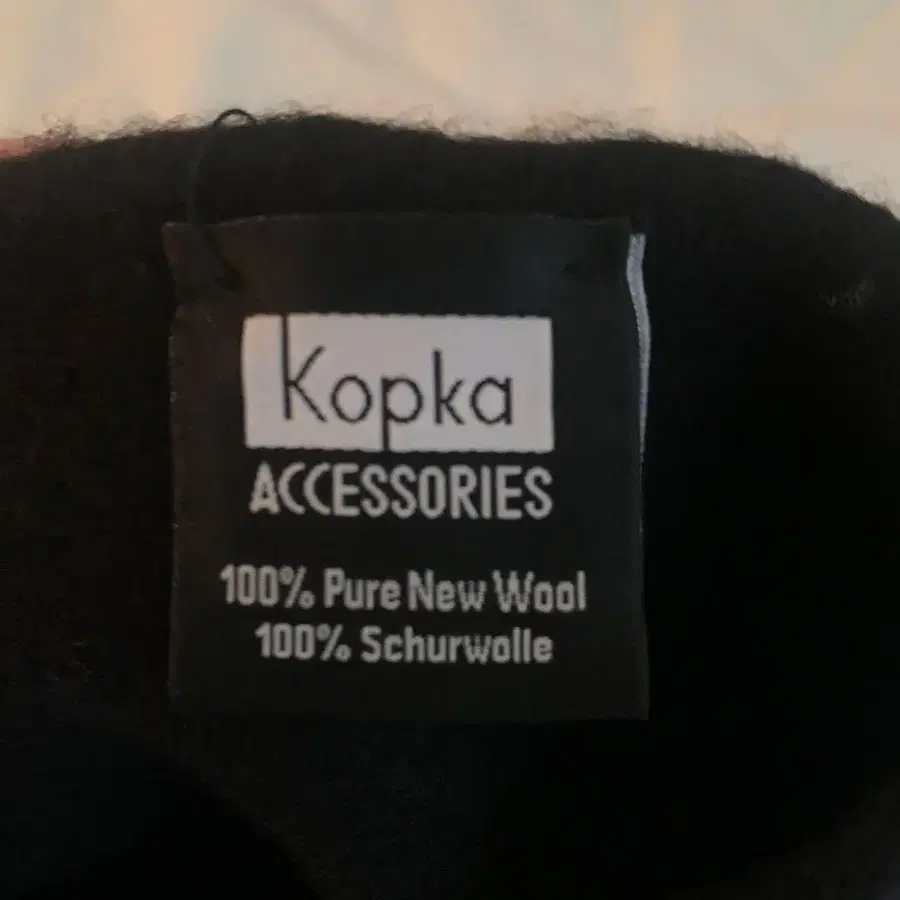 Kopka
ACCESSORIES
100% Pure New Wool
100% Schurwolle